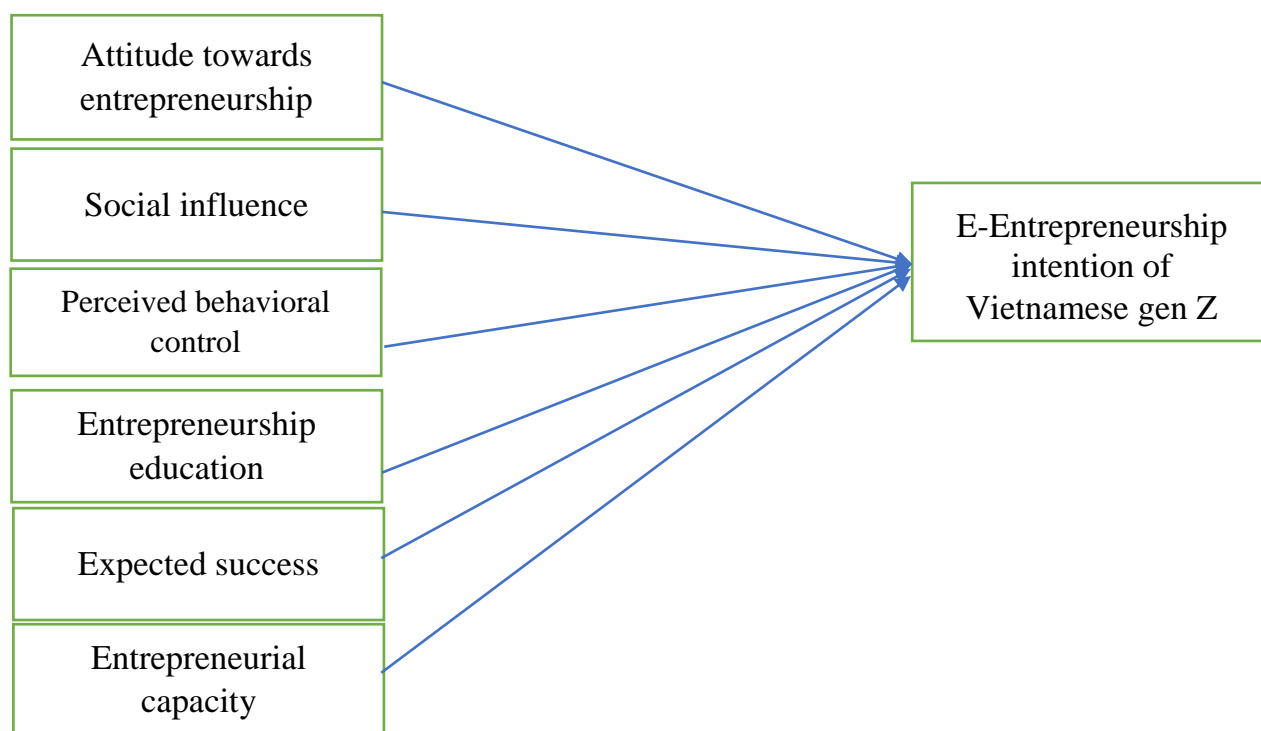 Attitude towards
entrepreneurship
Social influence
Perceived behavioral
control
Entrepreneurship
education
Expected success
Entrepreneurial
capacity
E-Entrepreneurship
intention of
Vietnamese gen Z